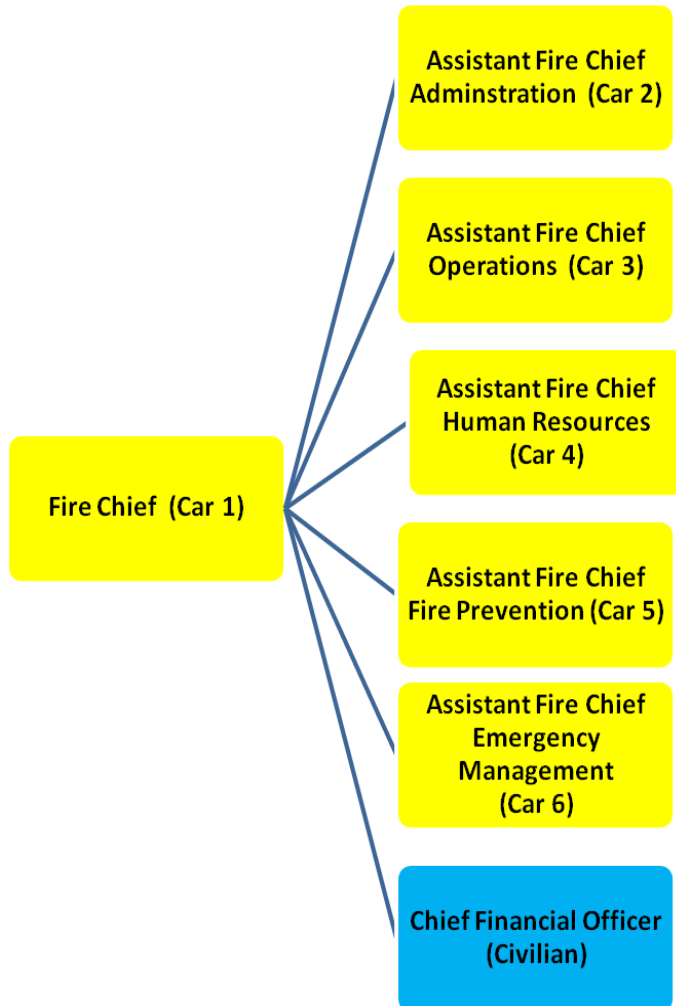 Assistant Fire Chief
Adminstration (Car 2)
Assistant Fire Chief
Operations (Car 3)
Assistant Fire Chief
Human Resources
(Car 4)
Fire Chief (Car 1)
Assistant Fire Chief
Fire Prevention (Car 5)
Assistant Fire Chief
Emergency
Management
(Car 6)
Chief Financial Officer
(Civilian)